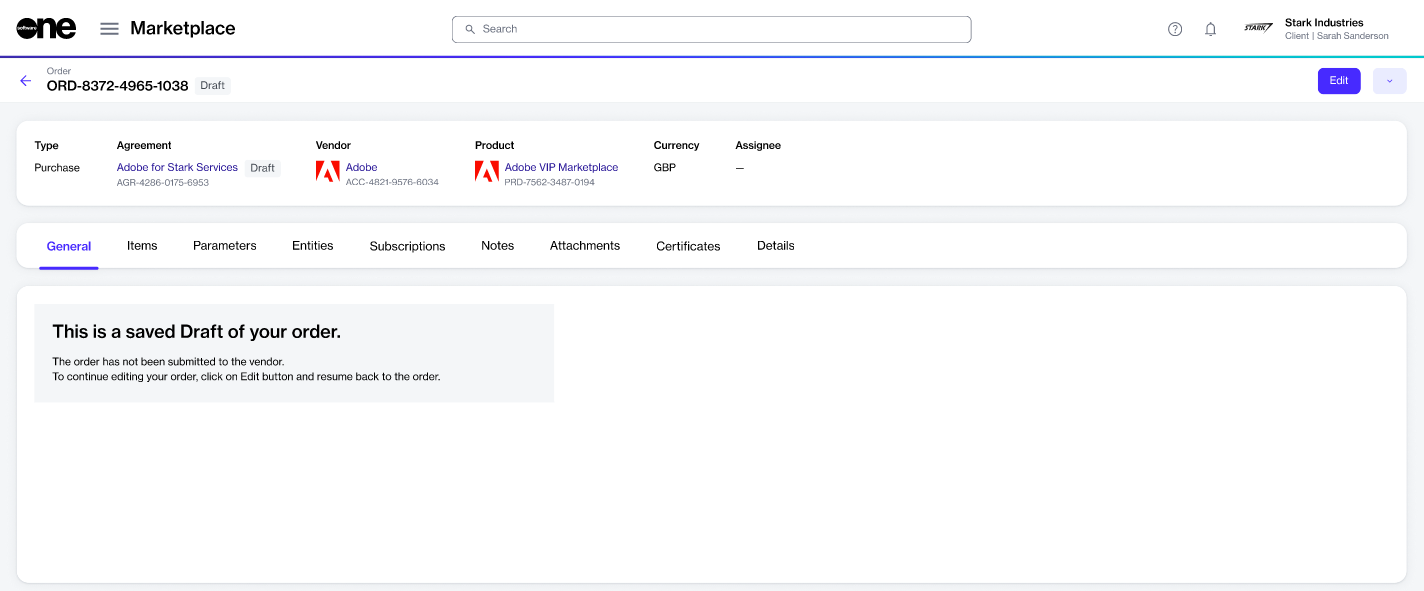 software one
Marketplace
Search
STARK
Stark Industries
Client | Sarah Sanderson
Order
ORD-8372-4965-1038 Draft
Edit
Type Agreement Vendor Product Currency Assignee
Purchase Adobe for Stark Services Draft Adobe Adobe VIP Marketplace GBP —
AGR-4286-0175-6953 ACC-4821-9576-6034 PRD-7562-3487-0194
General Items Parameters Entities Subscriptions Notes Attachments Certificates Details
This is a saved Draft of your order.
The order has not been submitted to the vendor.
To continue editing your order, click on Edit button and resume back to the order.